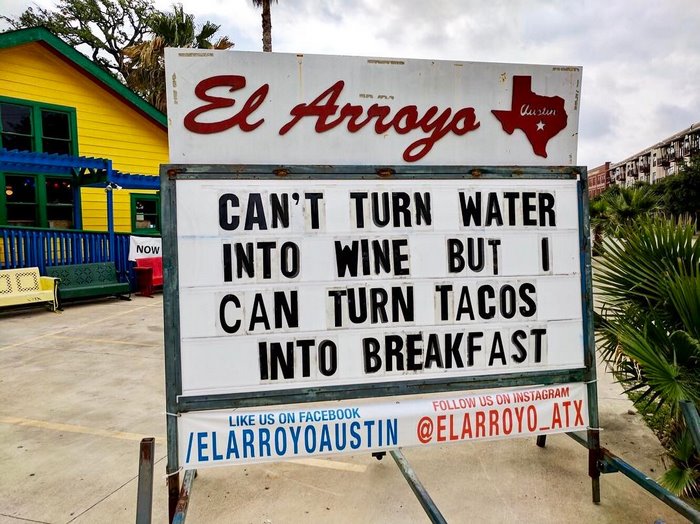 El Arroyo
Austin
CAN'T TURN WATER
INTO WINE BUT I
CAN TURN TACOS
INTO BREAKFAST
NOW
LIKE US ON FACEBOOK
/ELARROYOAUSTIN
FOLLOW US ON INSTAGRAM
@ELARROYO_ATX